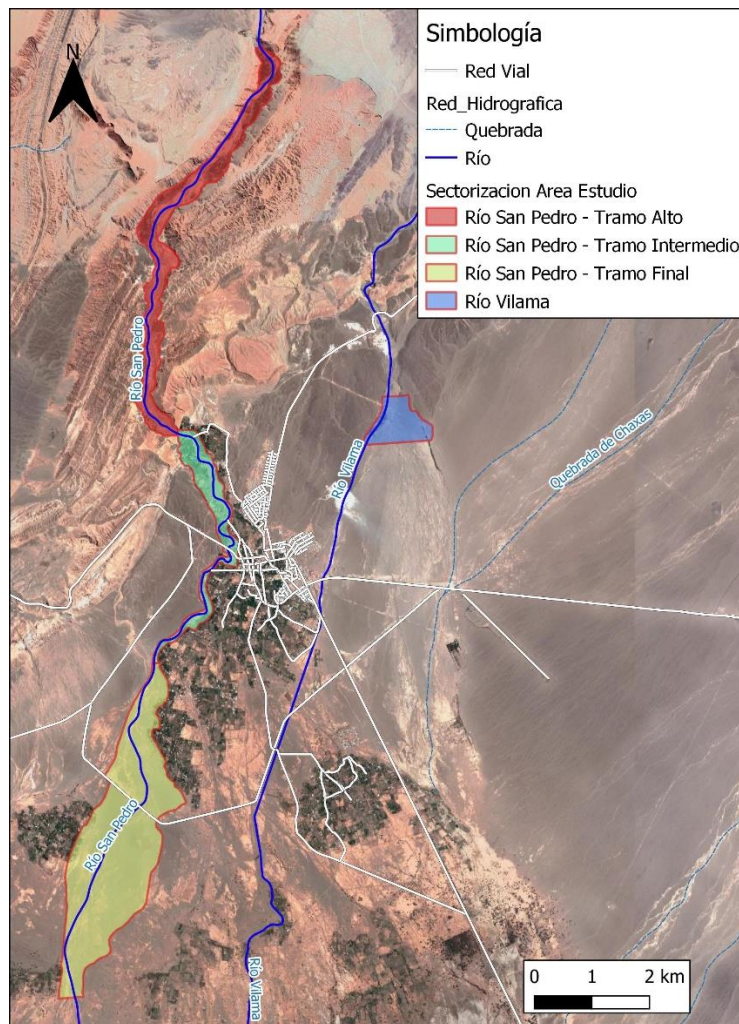 N
Simbología
Red Vial
Red_Hidrografica
Quebrada
Río
Sectorizacion Area Estudio
Río San Pedro - Tramo Alto
Río San Pedro - Tramo Intermedio
Río San Pedro - Tramo Final
Río Vilama
Río San Pedro
Río Vilama
Quebrada de Chaxas
Río San Pedro
Río Vilama
0 1 2 km